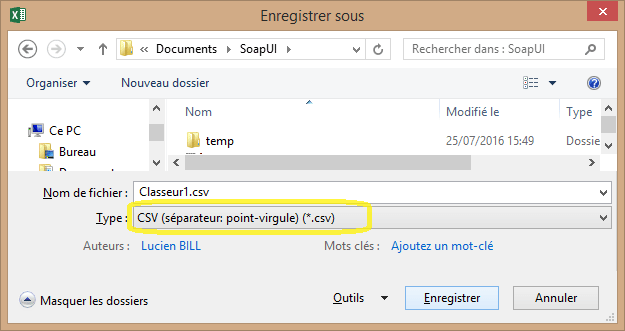 Enregistrer sous
« Documents ▸ SoapUI
Rechercher dans : SoapUI
Organiser
Nouveau dossier
Nom Modifié le Type
Ce PC
temp 25/07/2016 15:49 Dossie
Bureau
Nom de fichier : Classeur1.csv
Type : CSV (séparateur: point-virgule) (*.csv)
Auteurs : Lucien BILL Mots clés : Ajoutez un mot-clé
Masquer les dossiers
Outils Enregistrer Annuler